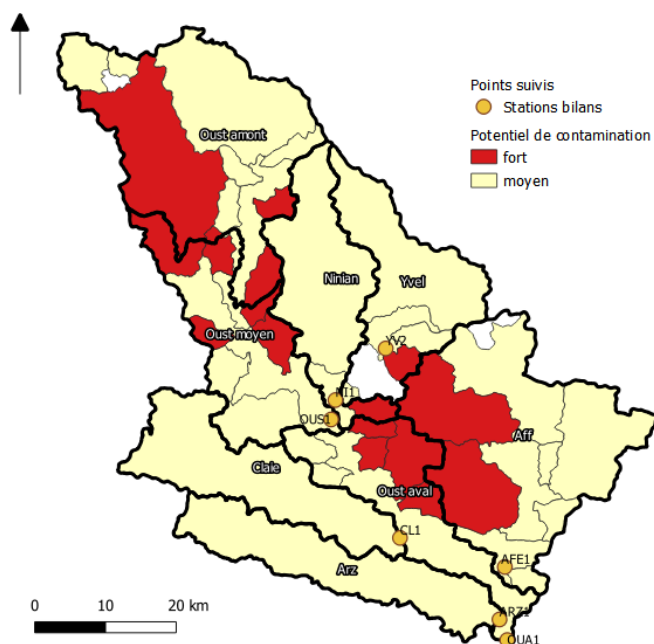 Points suivis
Stations bilans
Potentiel de contamination
fort
moyen
Oust amont
Ninian
Yvel
Oust moyen
YV2
NI1
OUS1
Aff
Claie
Oust aval
CL1
AFE1
Arz
ARZ1
OUA1
0 10 20 km